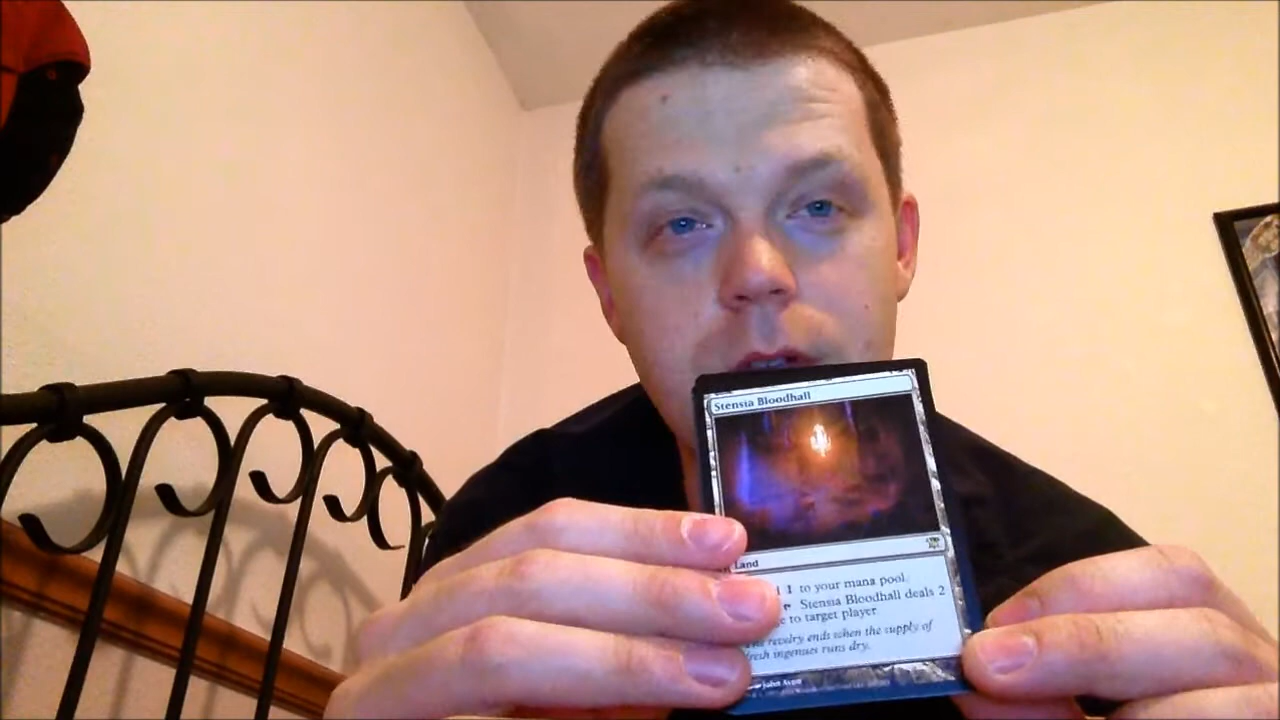 Stensia Bloodhall
Land
1 to your mana pool.
Stensia Bloodhall deals 2
to target player.
revelry ends when the supply of
fresh ingenues runs dry.
John Avon